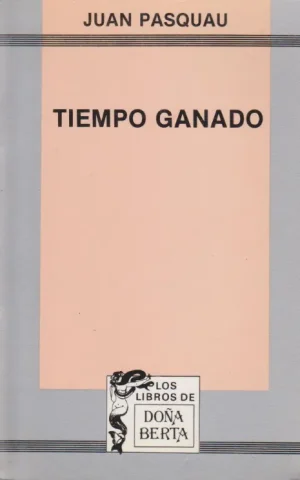 JUAN PASQUAU
TIEMPO GANADO
LOS
LIBROS DE
DOÑA
BERTA